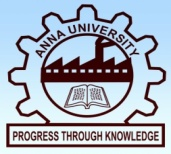 ANNA UNIVERSITY
PROGRESS THROUGH KNOWLEDGE